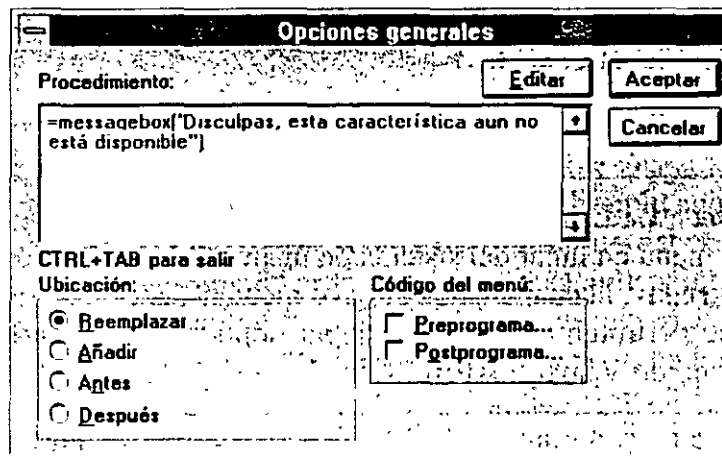 Opciones generales
Procedimiento:
Editar
Aceptar
=messagebox("Disculpas, esta característica aun no
está disponible")
Cancelar
CTRL+TAB para salir
Ubicación:
Código del menú:
Reemplazar
Preprograma...
Añadir
Postprograma...
Antes
Después